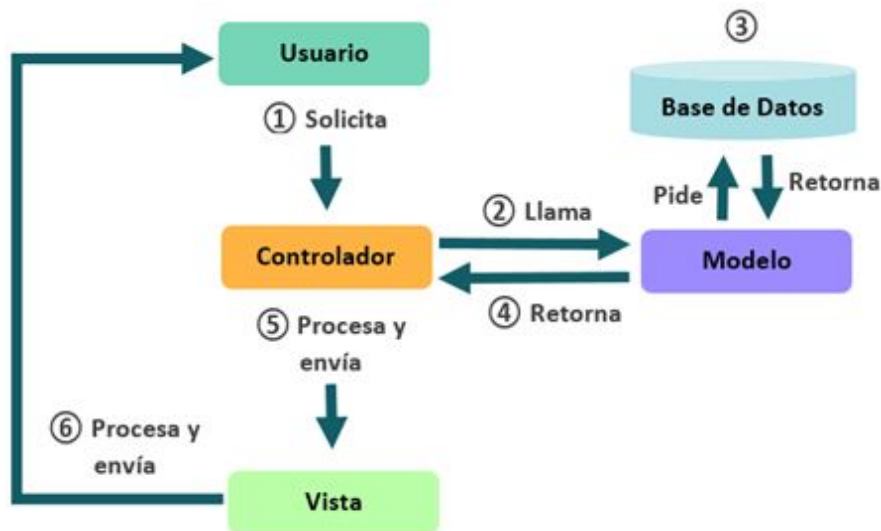 Usuario
③
Base de Datos
① Solicita
Pide
Retorna
② Llama
Controlador
Modelo
④ Retorna
⑤ Procesa y
envía
⑥ Procesa y
envía
Vista